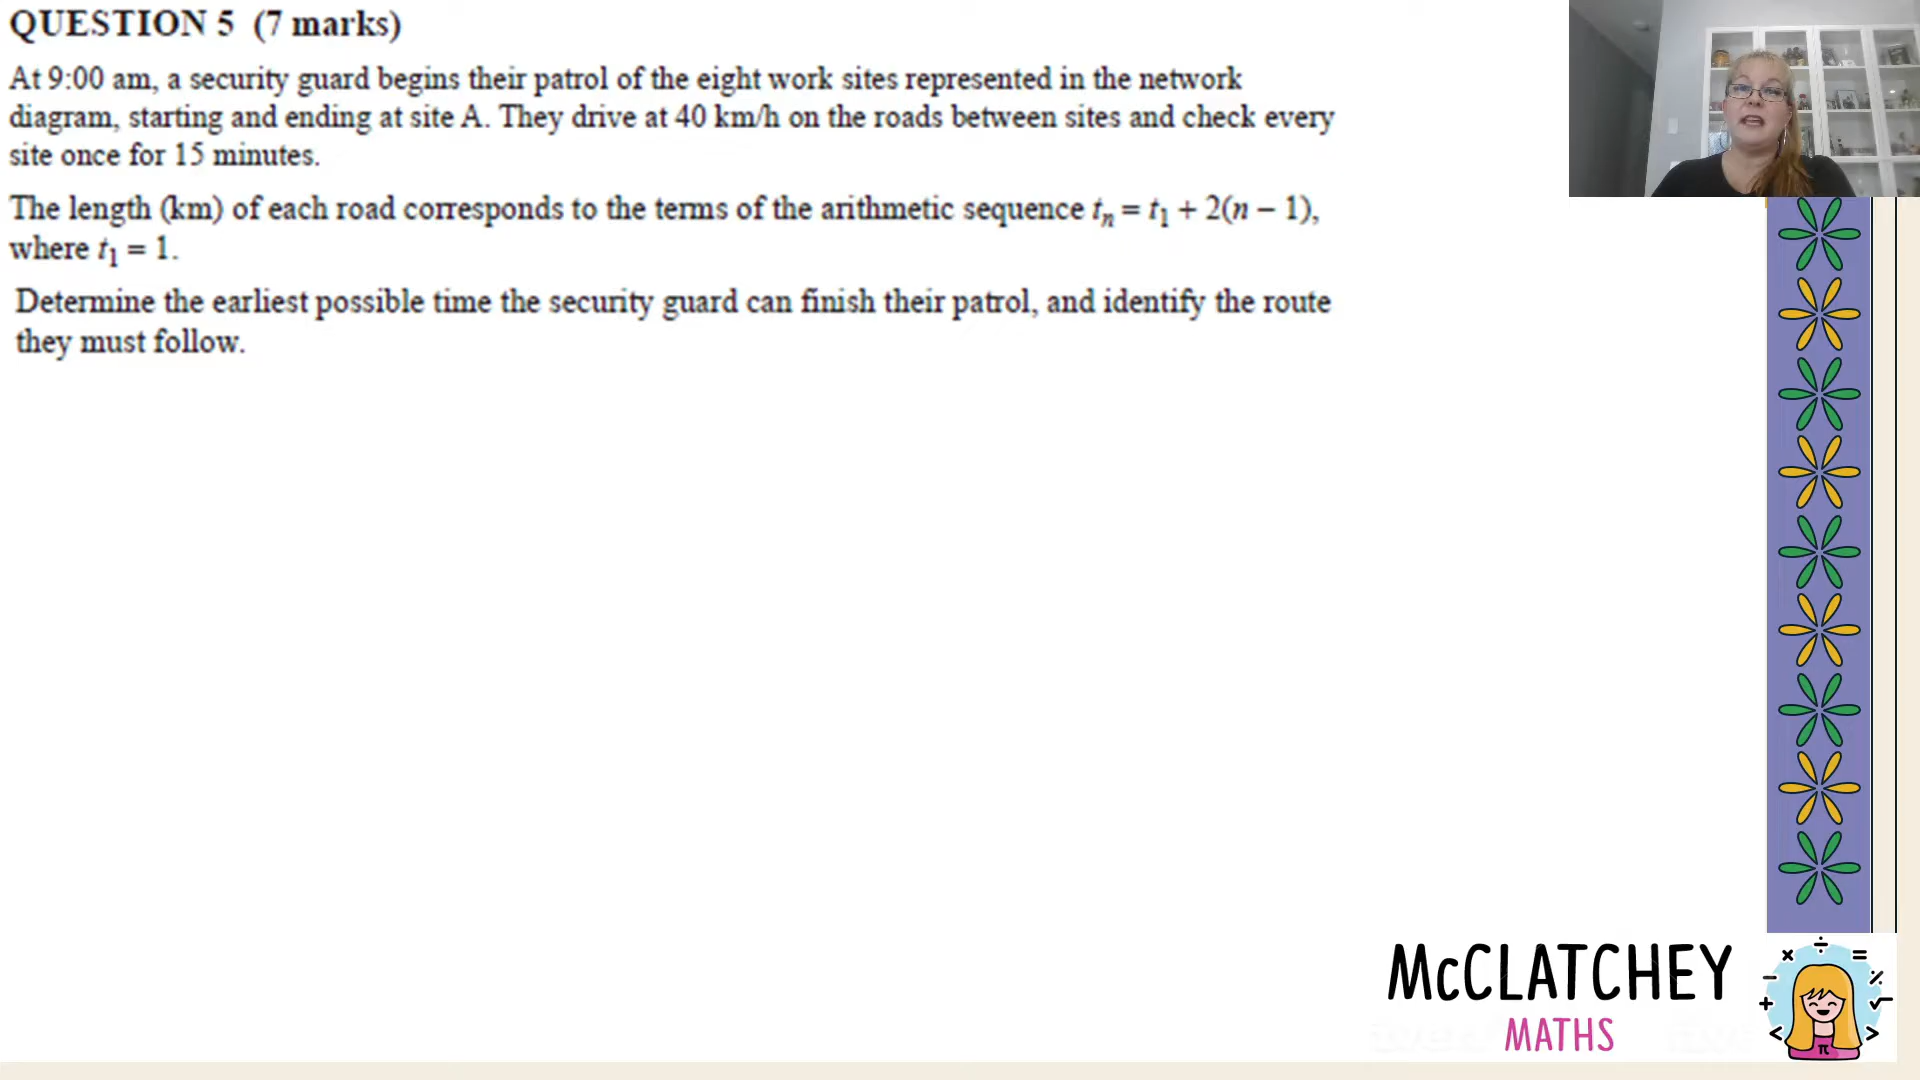 QUESTION 5 (7 marks)
At 9:00 am, a security guard begins their patrol of the eight work sites represented in the network
diagram, starting and ending at site A. They drive at 40 km/h on the roads between sites and check every
site once for 15 minutes.
The length (km) of each road corresponds to the terms of the arithmetic sequence tₙ = t₁ + 2(n − 1),
where t₁ = 1.
Determine the earliest possible time the security guard can finish their patrol, and identify the route
they must follow.
McCLATCHEY
MATHS
× ÷ =
− %
+ √
< >
π